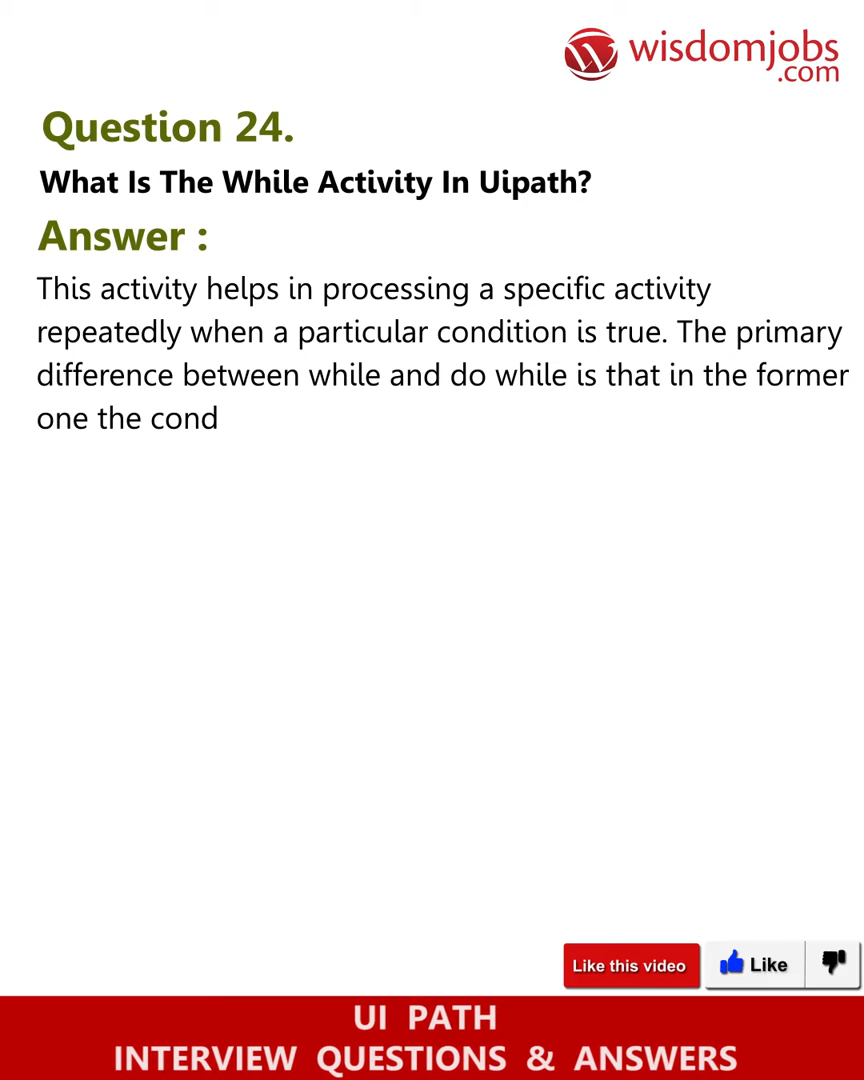 wisdomjobs
.com
Question 24.
What Is The While Activity In Uipath?
Answer :
This activity helps in processing a specific activity
repeatedly when a particular condition is true. The primary
difference between while and do while is that in the former
one the cond
Like this video
Like
UI PATH
INTERVIEW QUESTIONS & ANSWERS